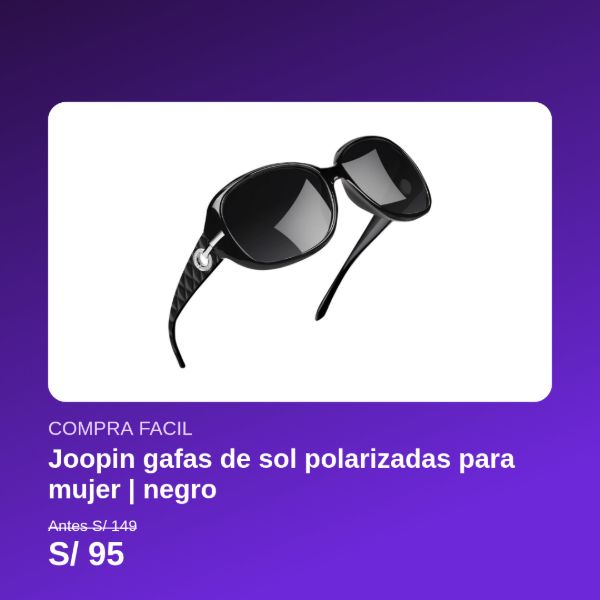 COMPRA FACIL
Joopin gafas de sol polarizadas para
mujer | negro
Antes S/ 149
S/ 95